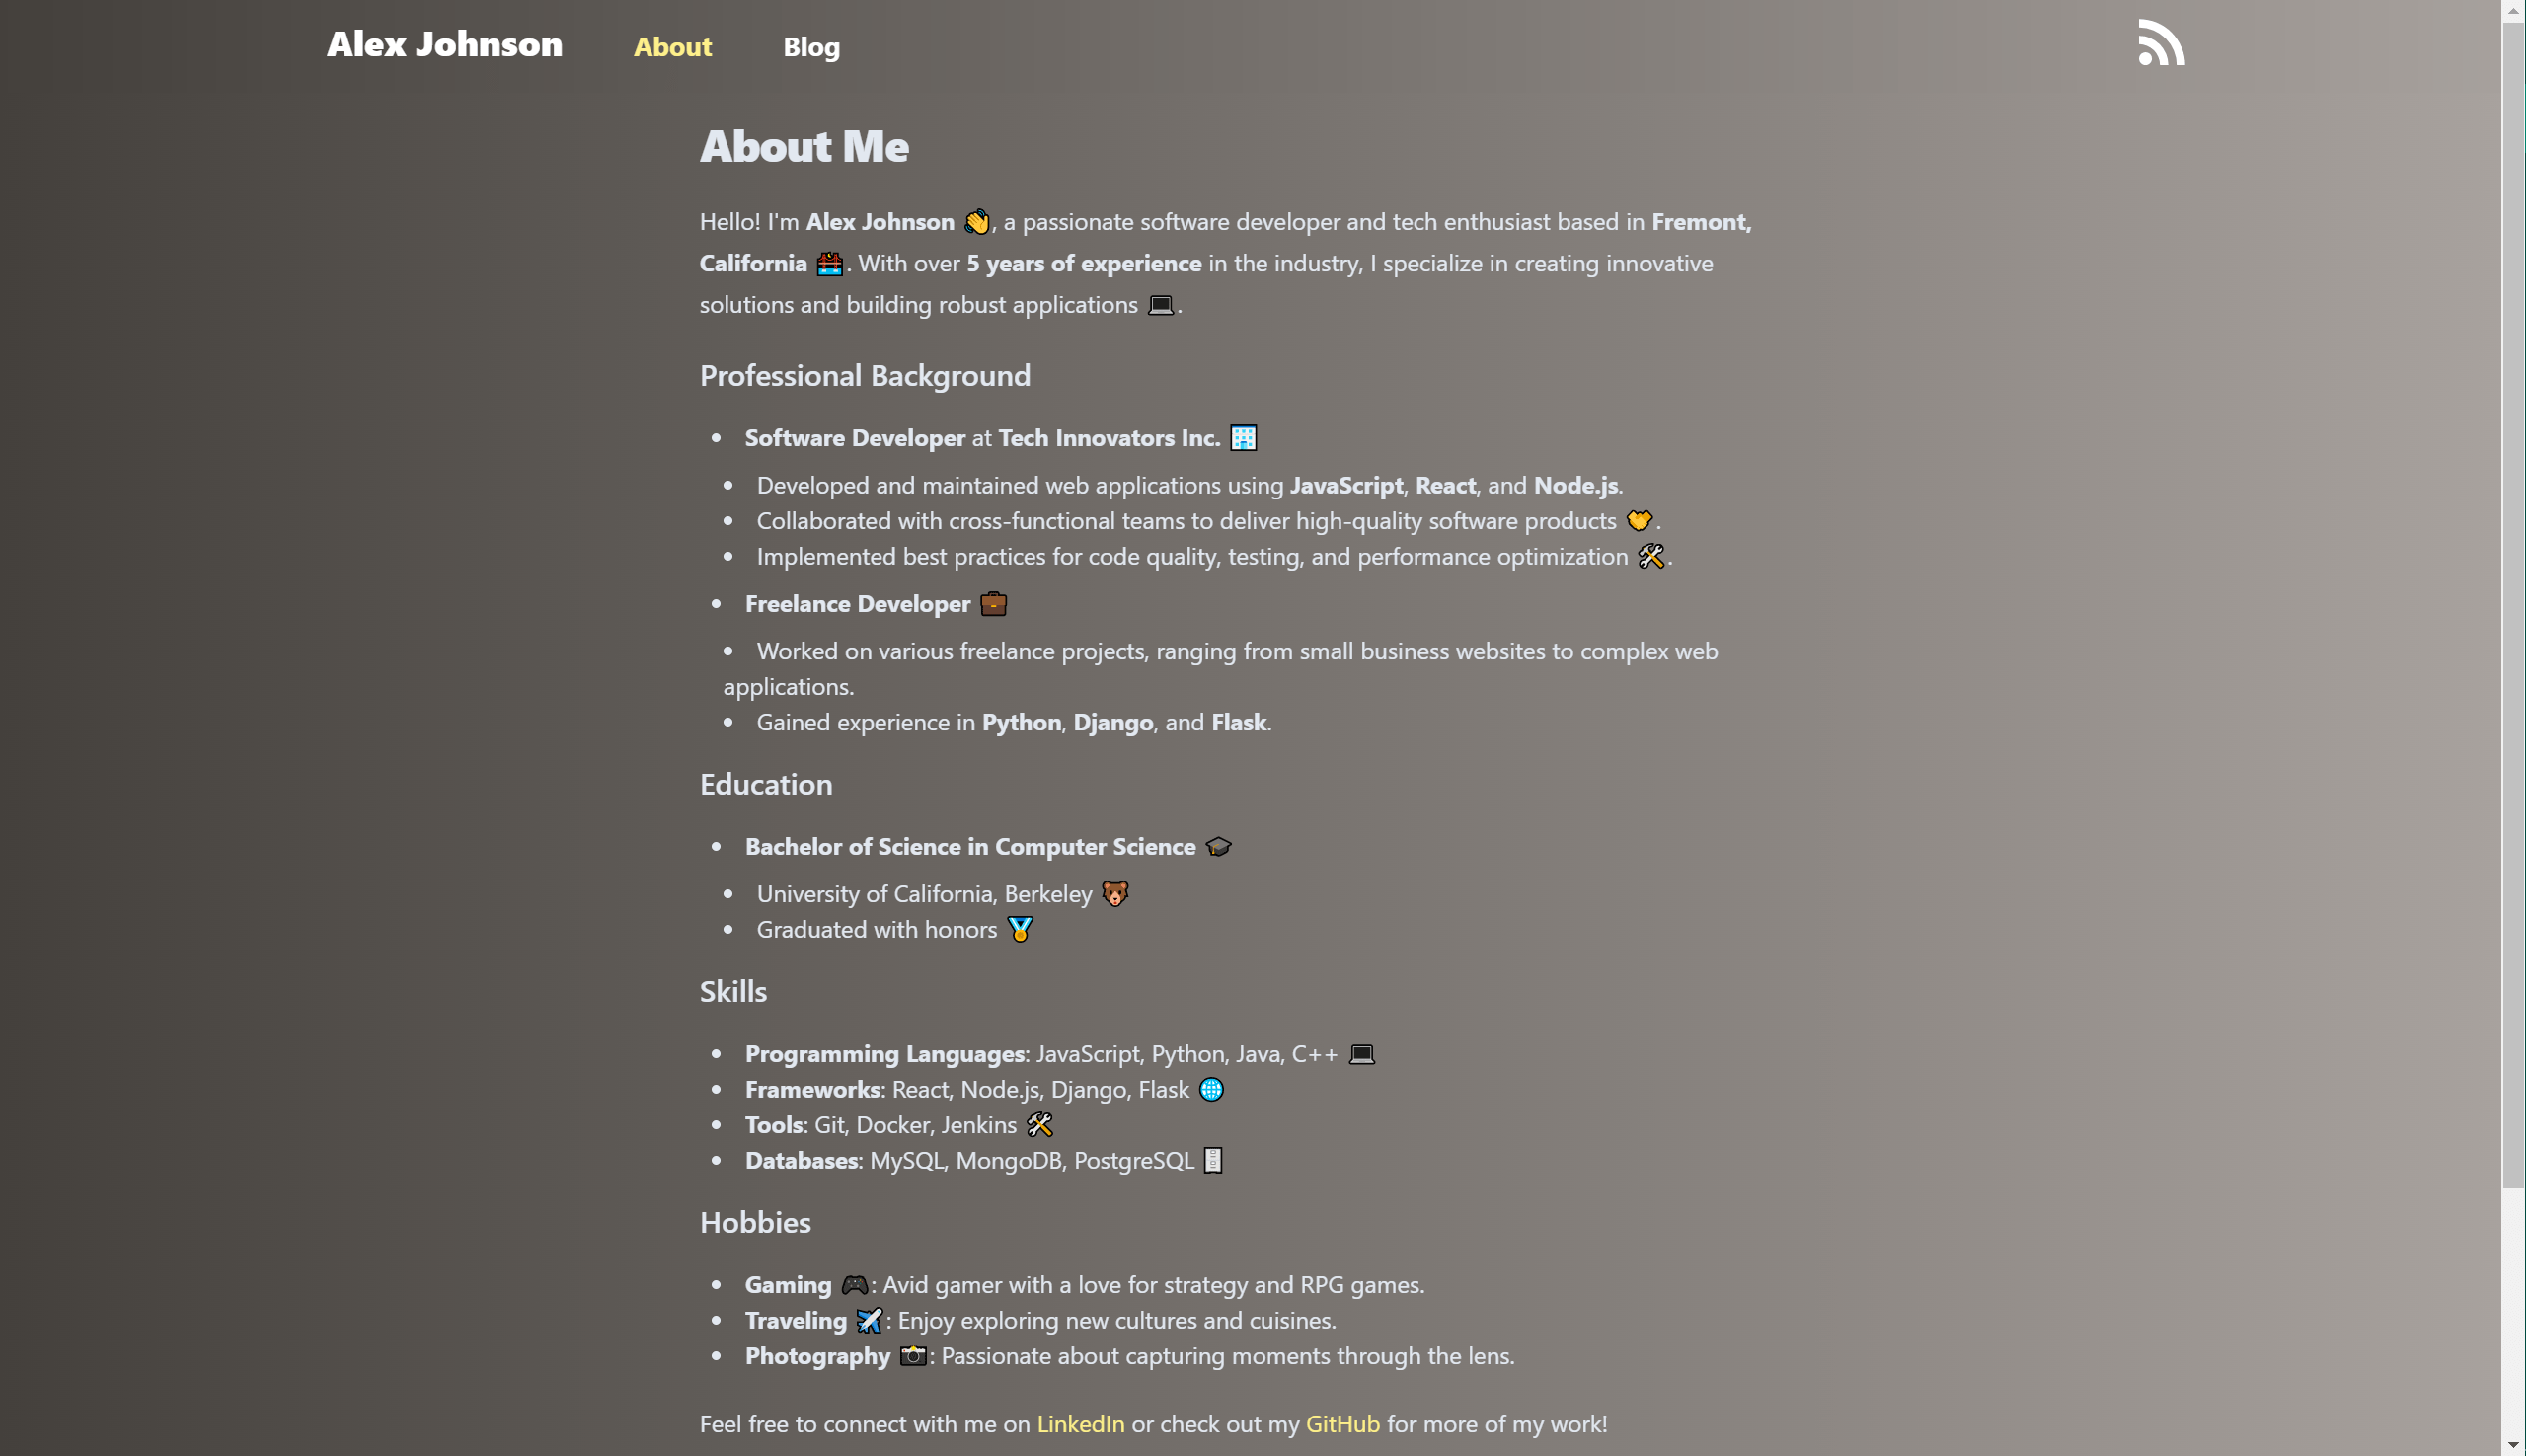 Alex Johnson About Blog
About Me
Hello! I'm Alex Johnson 👋, a passionate software developer and tech enthusiast based in Fremont,
California 🌉. With over 5 years of experience in the industry, I specialize in creating innovative
solutions and building robust applications 💻.
Professional Background
• Software Developer at Tech Innovators Inc. 🏢
• Developed and maintained web applications using JavaScript, React, and Node.js.
• Collaborated with cross-functional teams to deliver high-quality software products 🤝.
• Implemented best practices for code quality, testing, and performance optimization 🛠️.
• Freelance Developer 💼
• Worked on various freelance projects, ranging from small business websites to complex web
applications.
• Gained experience in Python, Django, and Flask.
Education
• Bachelor of Science in Computer Science 🎓
• University of California, Berkeley 🐻
• Graduated with honors 🏅
Skills
• Programming Languages: JavaScript, Python, Java, C++ 💻
• Frameworks: React, Node.js, Django, Flask 🌐
• Tools: Git, Docker, Jenkins 🛠️
• Databases: MySQL, MongoDB, PostgreSQL 🗄️
Hobbies
• Gaming 🎮: Avid gamer with a love for strategy and RPG games.
• Traveling ✈️: Enjoy exploring new cultures and cuisines.
• Photography 📸: Passionate about capturing moments through the lens.
Feel free to connect with me on LinkedIn or check out my GitHub for more of my work!